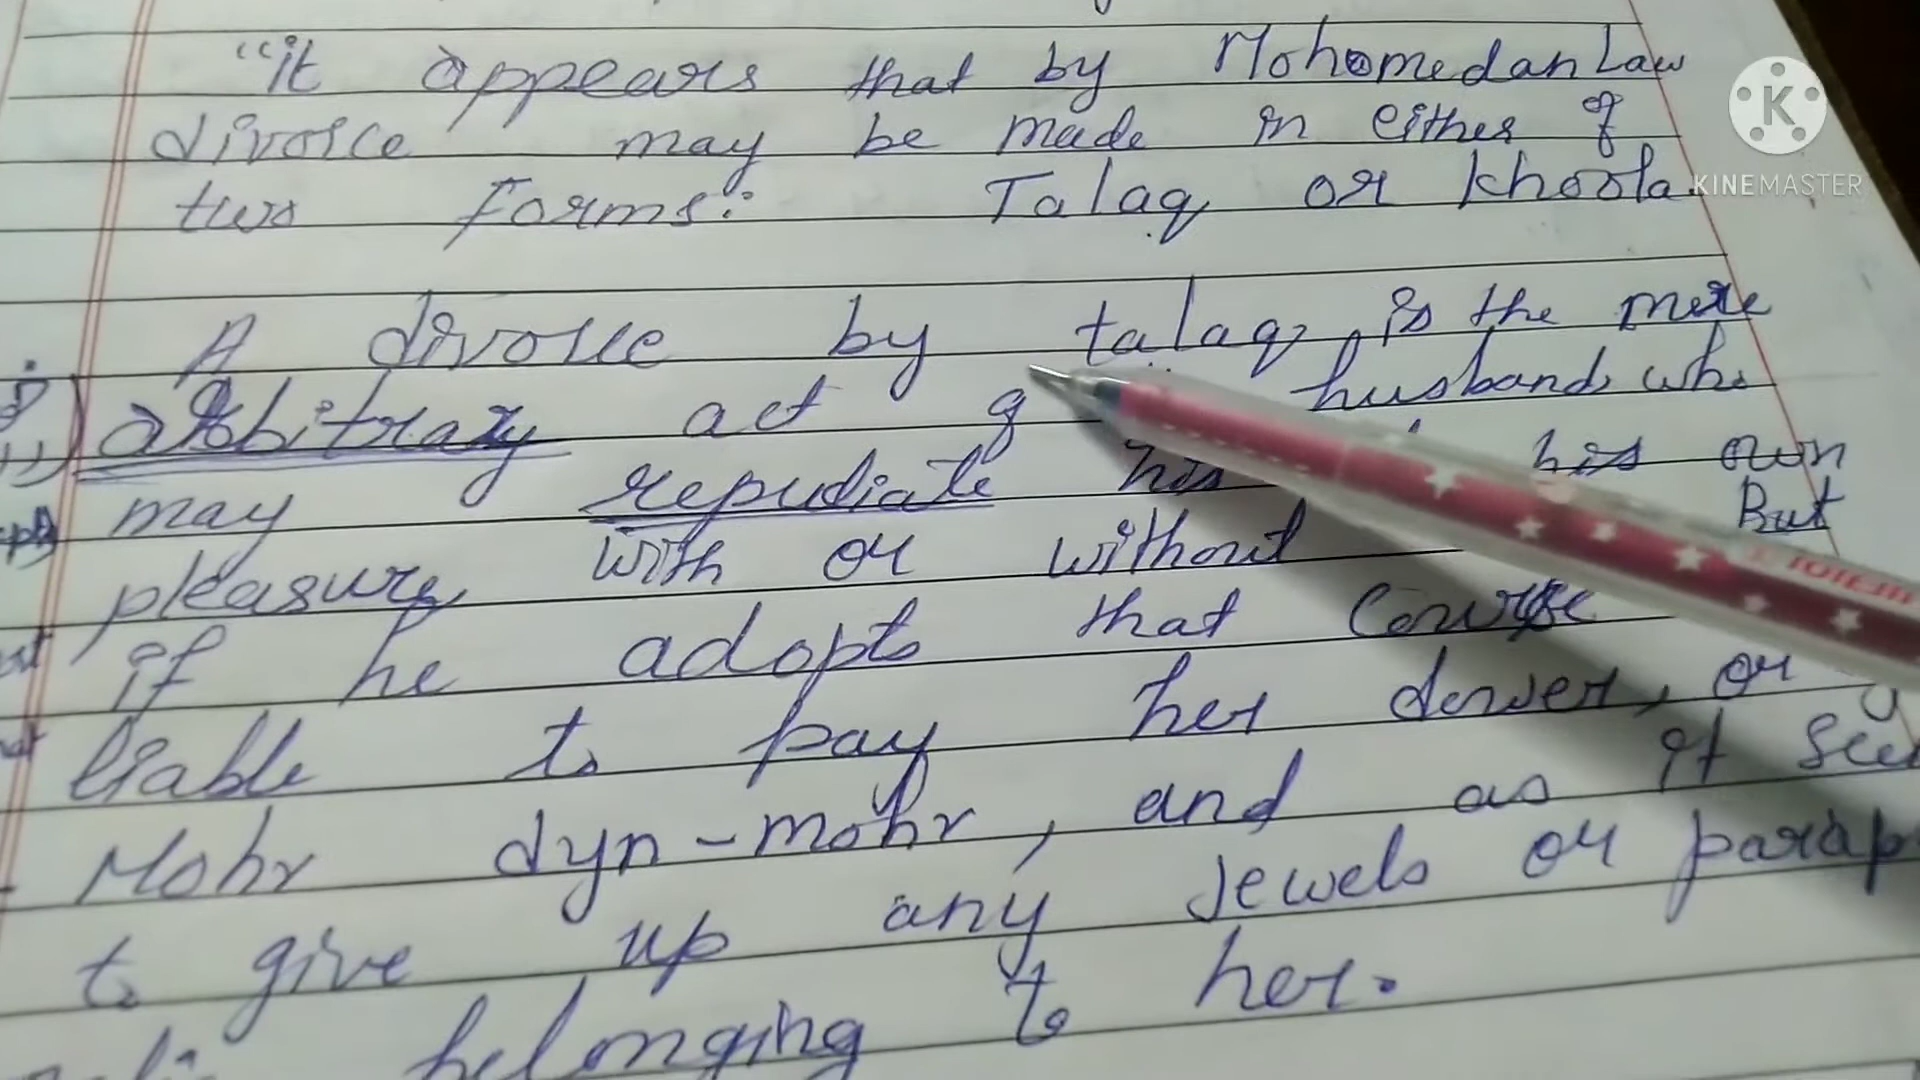 "it appears that by Mohomedan Law
divorce may be made in either of
two forms: Talaq or Khoola
A divorce by talaq, is the mere
arbitrary act of husband, who
may repudiate his his own
pleasure, with or without But
if he adopts that course
liable to pay her dower, or
Mohr dyn-mohr, and as it
to give up any Jewels or
belonging to her.
K
KINEMASTER
TOTEM